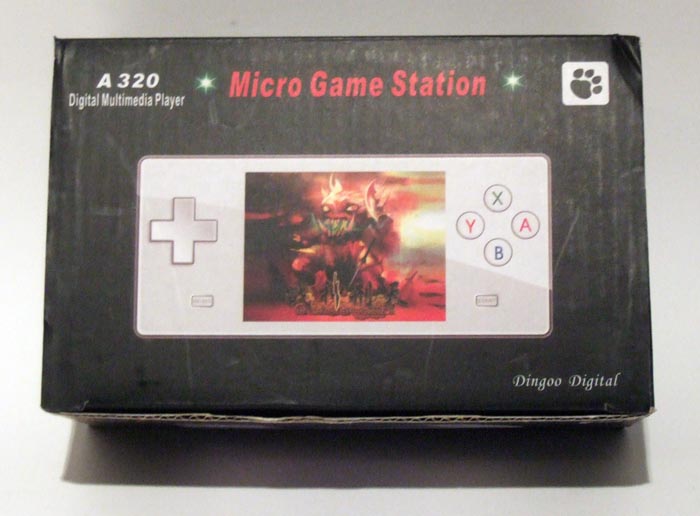 A 320
Digital Multimedia Player
Micro Game Station
X
Y
A
B
Dingoo Digital